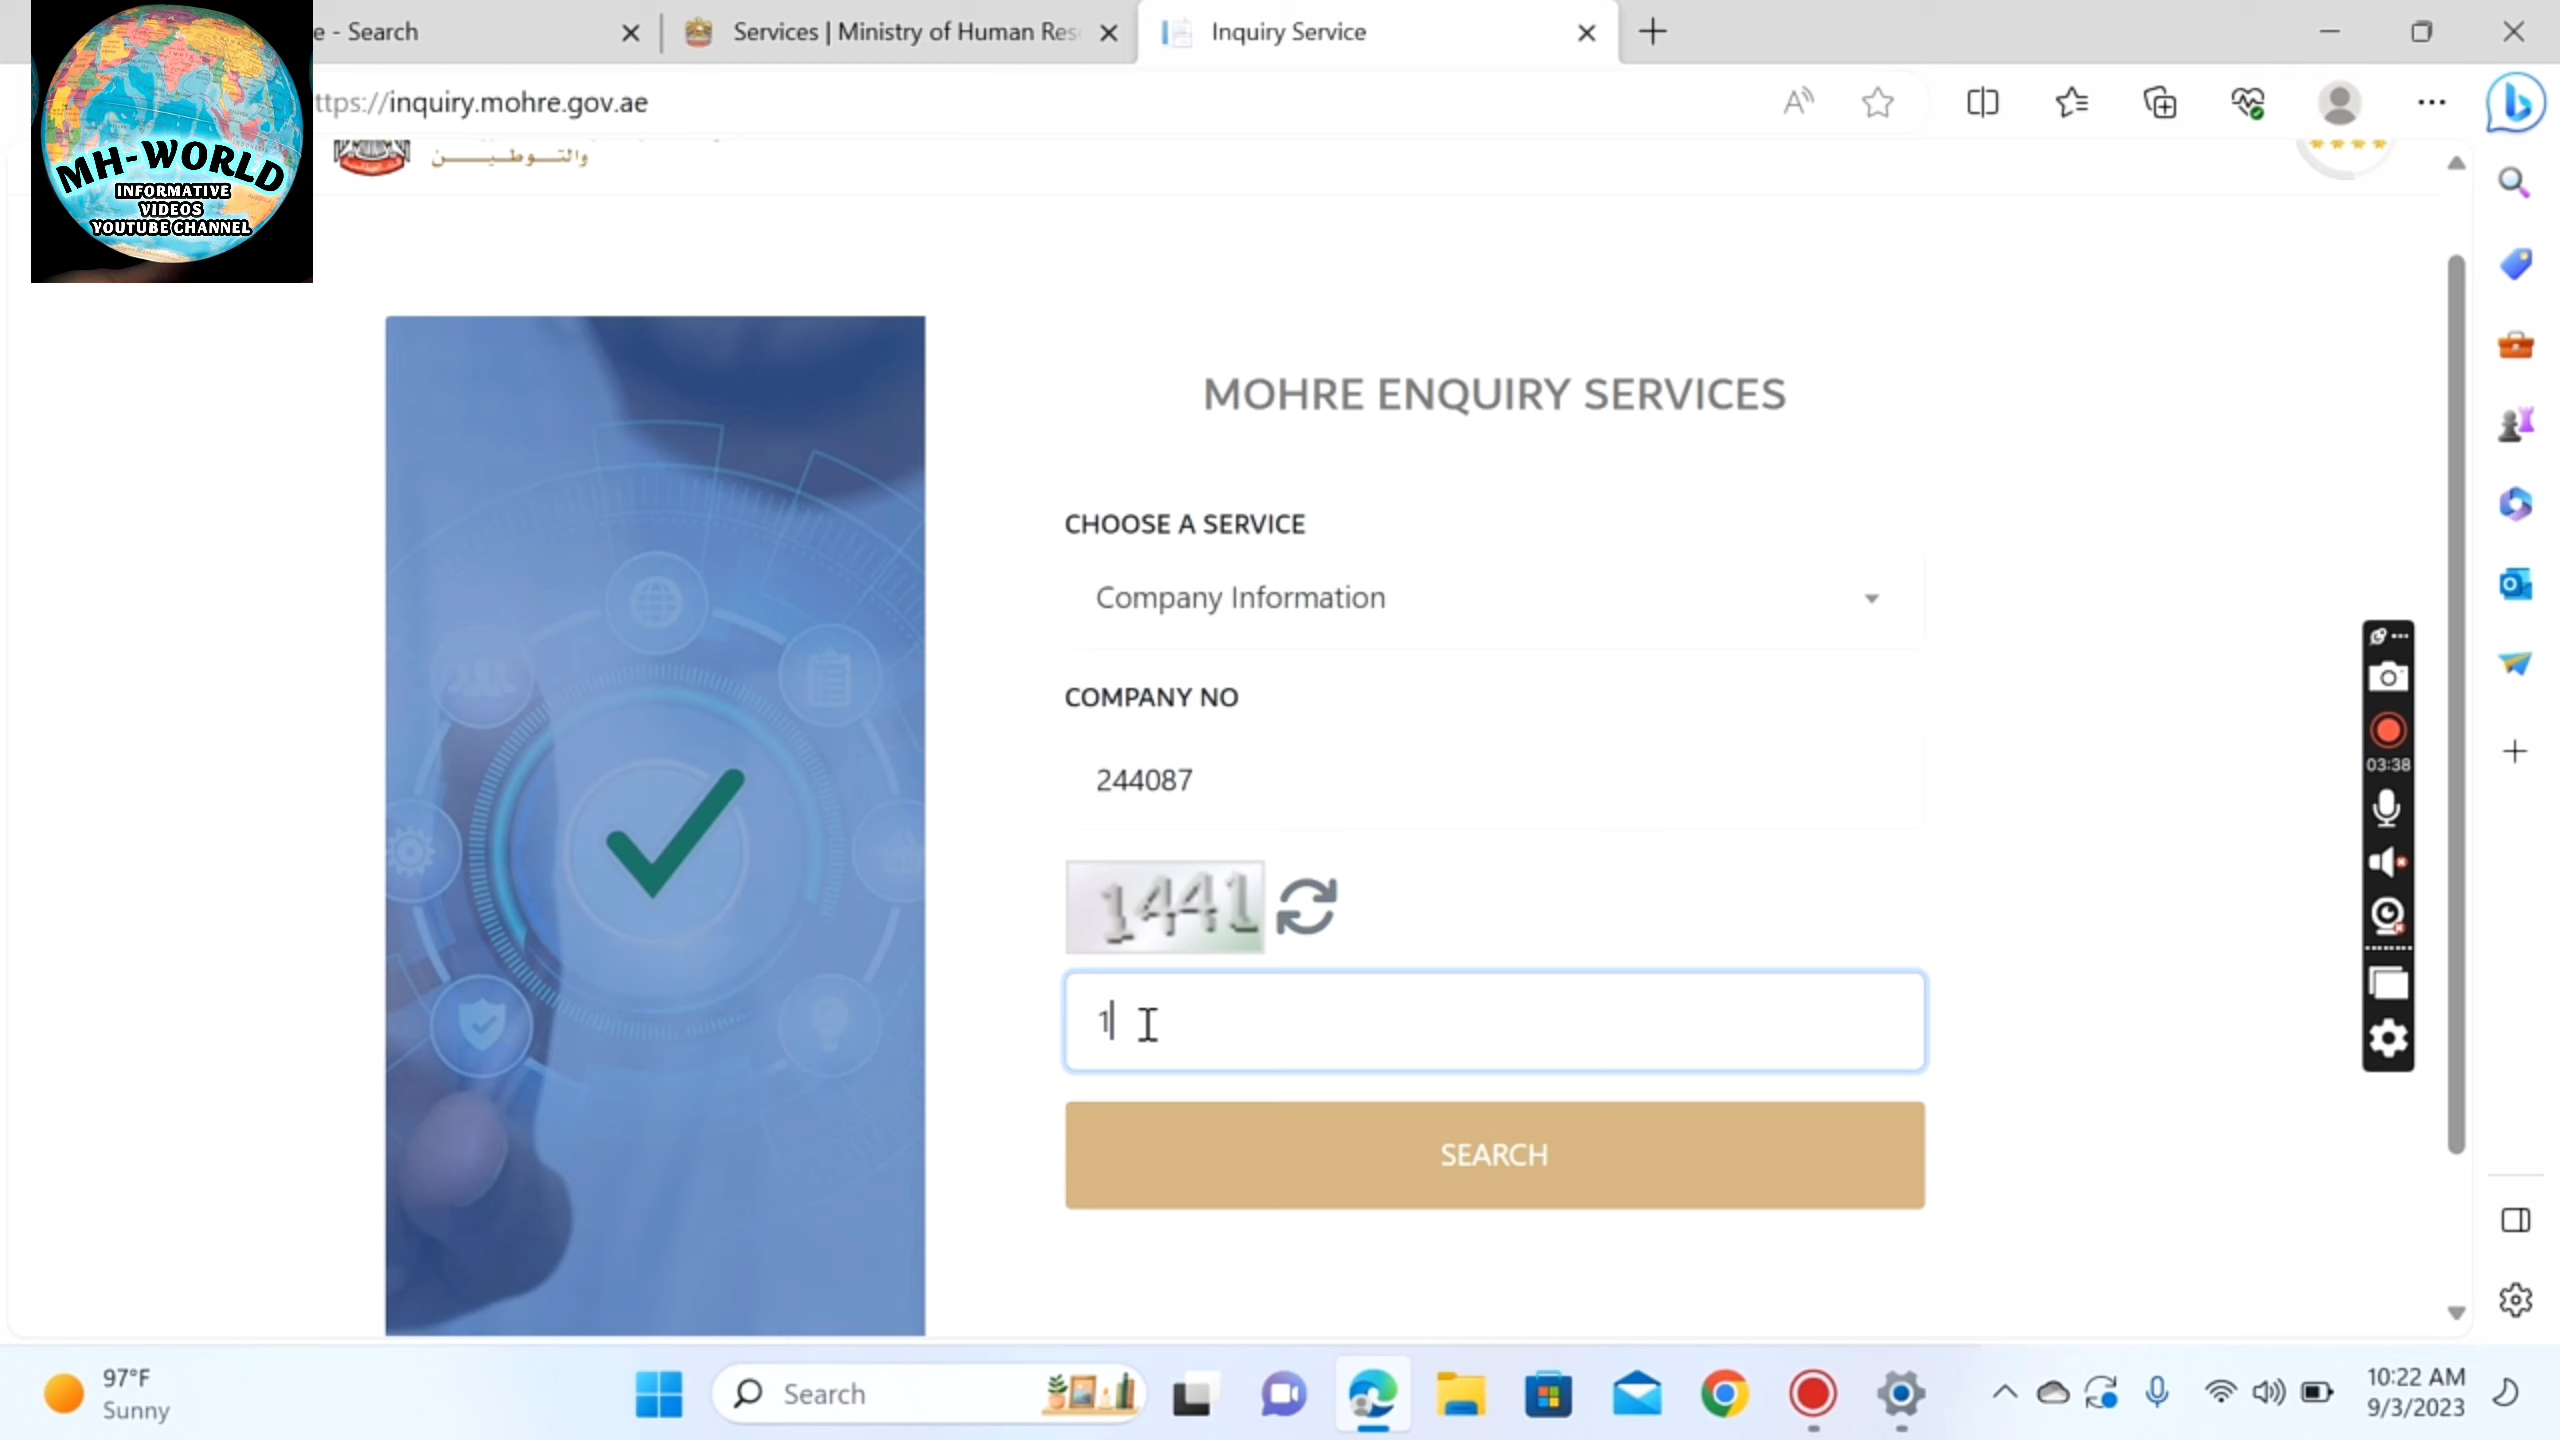 e - Search
Services | Ministry of Human Res
Inquiry Service
ttps://inquiry.mohre.gov.ae
والتـــوطـيـــن
MH-WORLD
INFORMATIVE
VIDEOS
YOUTUBE CHANNEL
MOHRE ENQUIRY SERVICES
CHOOSE A SERVICE
Company Information
COMPANY NO
244087
1441
1
SEARCH
03:38
97°F
Sunny
Search
10:22 AM
9/3/2023